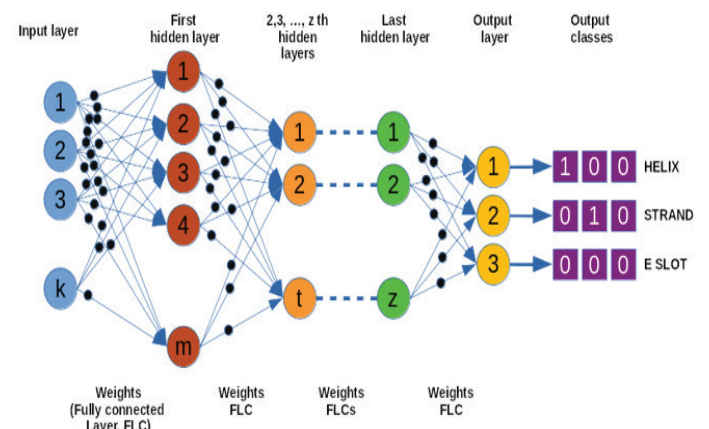 Input layer
First
hidden layer
2,3, ..., z th
hidden
layers
Last
hidden layer
Output
layer
Output
classes
1
2
3
k
1
2
3
4
m
1
2
t
1
2
z
1
2
3
1 0 0 HELIX
0 1 0 STRAND
0 0 0 E SLOT
Weights
(Fully connected
Layer, FLC)
Weights
FLC
Weights
FLCs
Weights
FLC